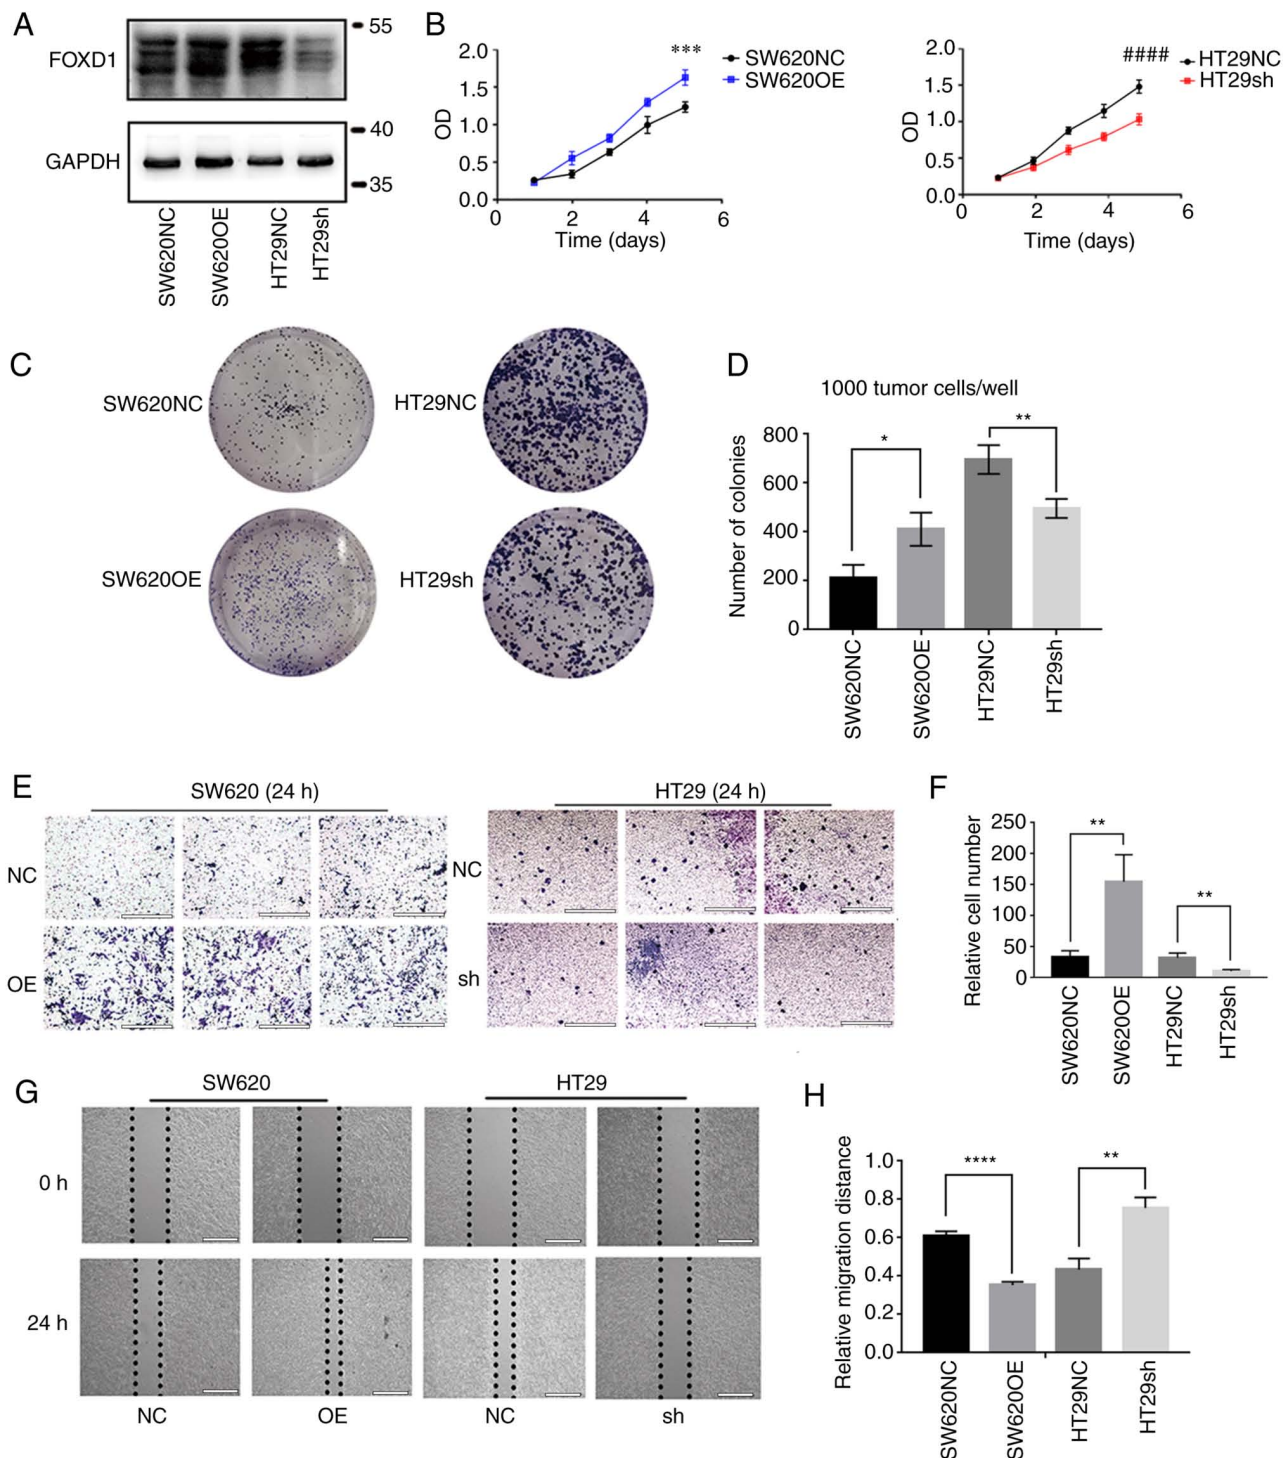 A
FOXD1
55
GAPDH
40
35
SW620NC
SW620OE
HT29NC
HT29sh
B
2.0
1.5
1.0
0.5
0.0
OD
0
2
4
6
Time (days)
***
SW620NC
SW620OE
2.0
1.5
1.0
0.5
0.0
OD
0
2
4
6
Time (days)
####
HT29NC
HT29sh
C
SW620NC
HT29NC
SW620OE
HT29sh
D
1000 tumor cells/well
Number of colonies
800
600
400
200
0
*
**
SW620NC
SW620OE
HT29NC
HT29sh
E
SW620 (24 h)
HT29 (24 h)
NC
NC
OE
sh
F
Relative cell number
250
200
150
100
50
0
**
**
SW620NC
SW620OE
HT29NC
HT29sh
G
SW620
HT29
0 h
24 h
NC
OE
NC
sh
H
Relative migration distance
1.0
0.8
0.6
0.4
0.2
0.0
****
**
SW620NC
SW620OE
HT29NC
HT29sh